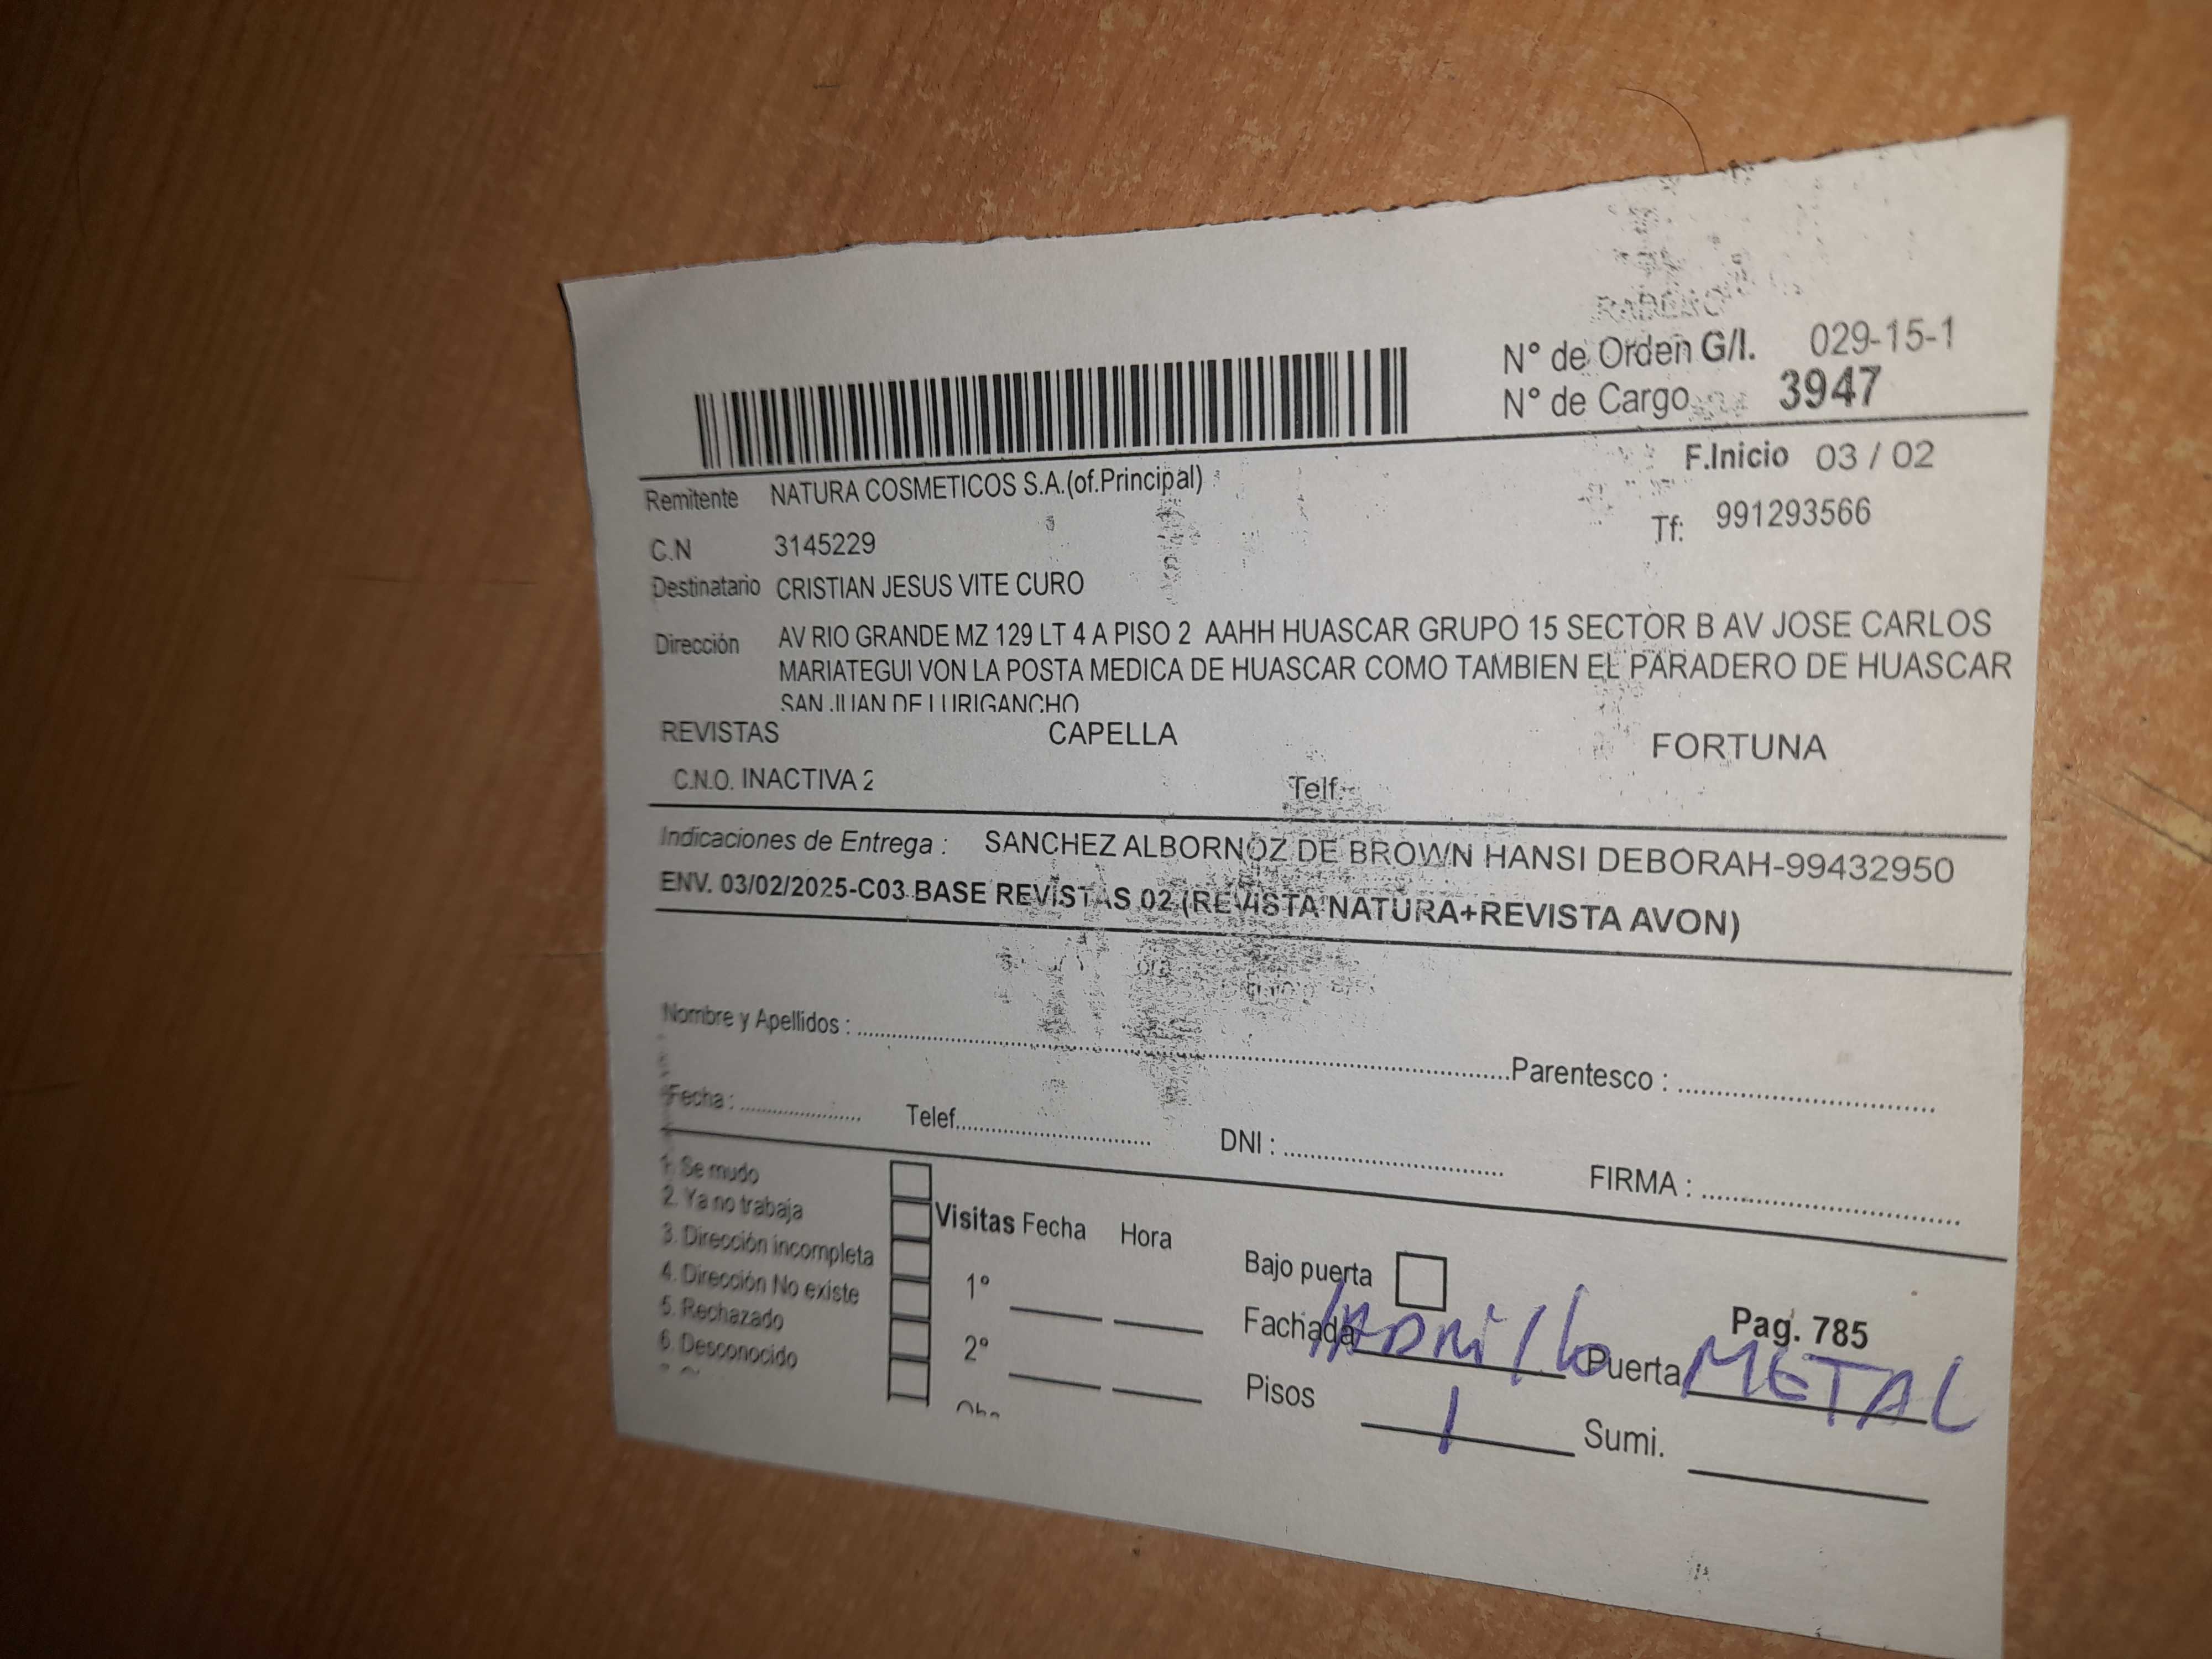 N° de Orden G/I. 029-15-1
N° de Cargo 3947
F.Inicio 03 / 02
Remitente NATURA COSMETICOS S.A.(of.Principal)
Tf: 991293566
C.N 3145229
Destinatario CRISTIAN JESUS VITE CURO
Dirección AV RIO GRANDE MZ 129 LT 4 A PISO 2 AAHH HUASCAR GRUPO 15 SECTOR B AV JOSE CARLOS
MARIATEGUI VON LA POSTA MEDICA DE HUASCAR COMO TAMBIEN EL PARADERO DE HUASCAR
SAN JUAN DE LURIGANCHO
REVISTAS CAPELLA FORTUNA
C.N.O. INACTIVA 2 Telf.
Indicaciones de Entrega : SANCHEZ ALBORNOZ DE BROWN HANSI DEBORAH-99432950
ENV. 03/02/2025-C03 BASE REVISTAS 02 (REVISTA NATURA+REVISTA AVON)
Nombre y Apellidos : Parentesco :
Fecha : Telef. DNI : FIRMA :
1. Se mudo
2. Ya no trabaja
3. Dirección incompleta
4. Dirección No existe
5. Rechazado
6. Desconocido
Visitas Fecha Hora
1°
2°
Bajo puerta
Pag. 785
Fachada ladrillo Puerta METAL
Pisos 1 Sumi.